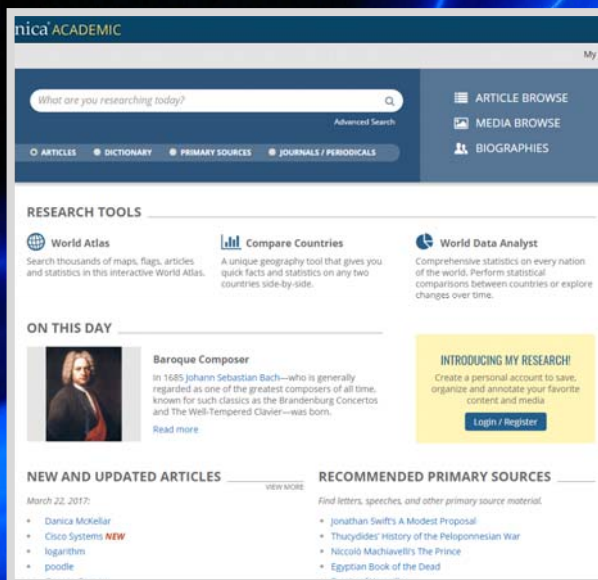 nica ACADEMIC
My
What are you researching today?
Advanced Search
ARTICLES DICTIONARY PRIMARY SOURCES JOURNALS / PERIODICALS
ARTICLE BROWSE
MEDIA BROWSE
BIOGRAPHIES
RESEARCH TOOLS
World Atlas
Search thousands of maps, flags, articles
and statistics in this interactive World Atlas.
Compare Countries
A unique geography tool that gives you
quick facts and statistics on any two
countries side-by-side.
World Data Analyst
Comprehensive statistics on every nation
of the world. Perform statistical
comparisons between countries or explore
changes over time.
ON THIS DAY
Baroque Composer
In 1685 Johann Sebastian Bach—who is generally
regarded as one of the greatest composers of all time,
known for such classics as the Brandenburg Concertos
and The Well-Tempered Clavier—was born.
Read more
INTRODUCING MY RESEARCH!
Create a personal account to save,
organize and annotate your favorite
content and media
Login / Register
NEW AND UPDATED ARTICLES
VIEW MORE
March 22, 2017:
Danica McKellar
Cisco Systems NEW
logarithm
poodle
RECOMMENDED PRIMARY SOURCES
Find letters, speeches, and other primary source material.
Jonathan Swift's A Modest Proposal
Thucydides' History of the Peloponnesian War
Niccolò Machiavelli's The Prince
Egyptian Book of the Dead